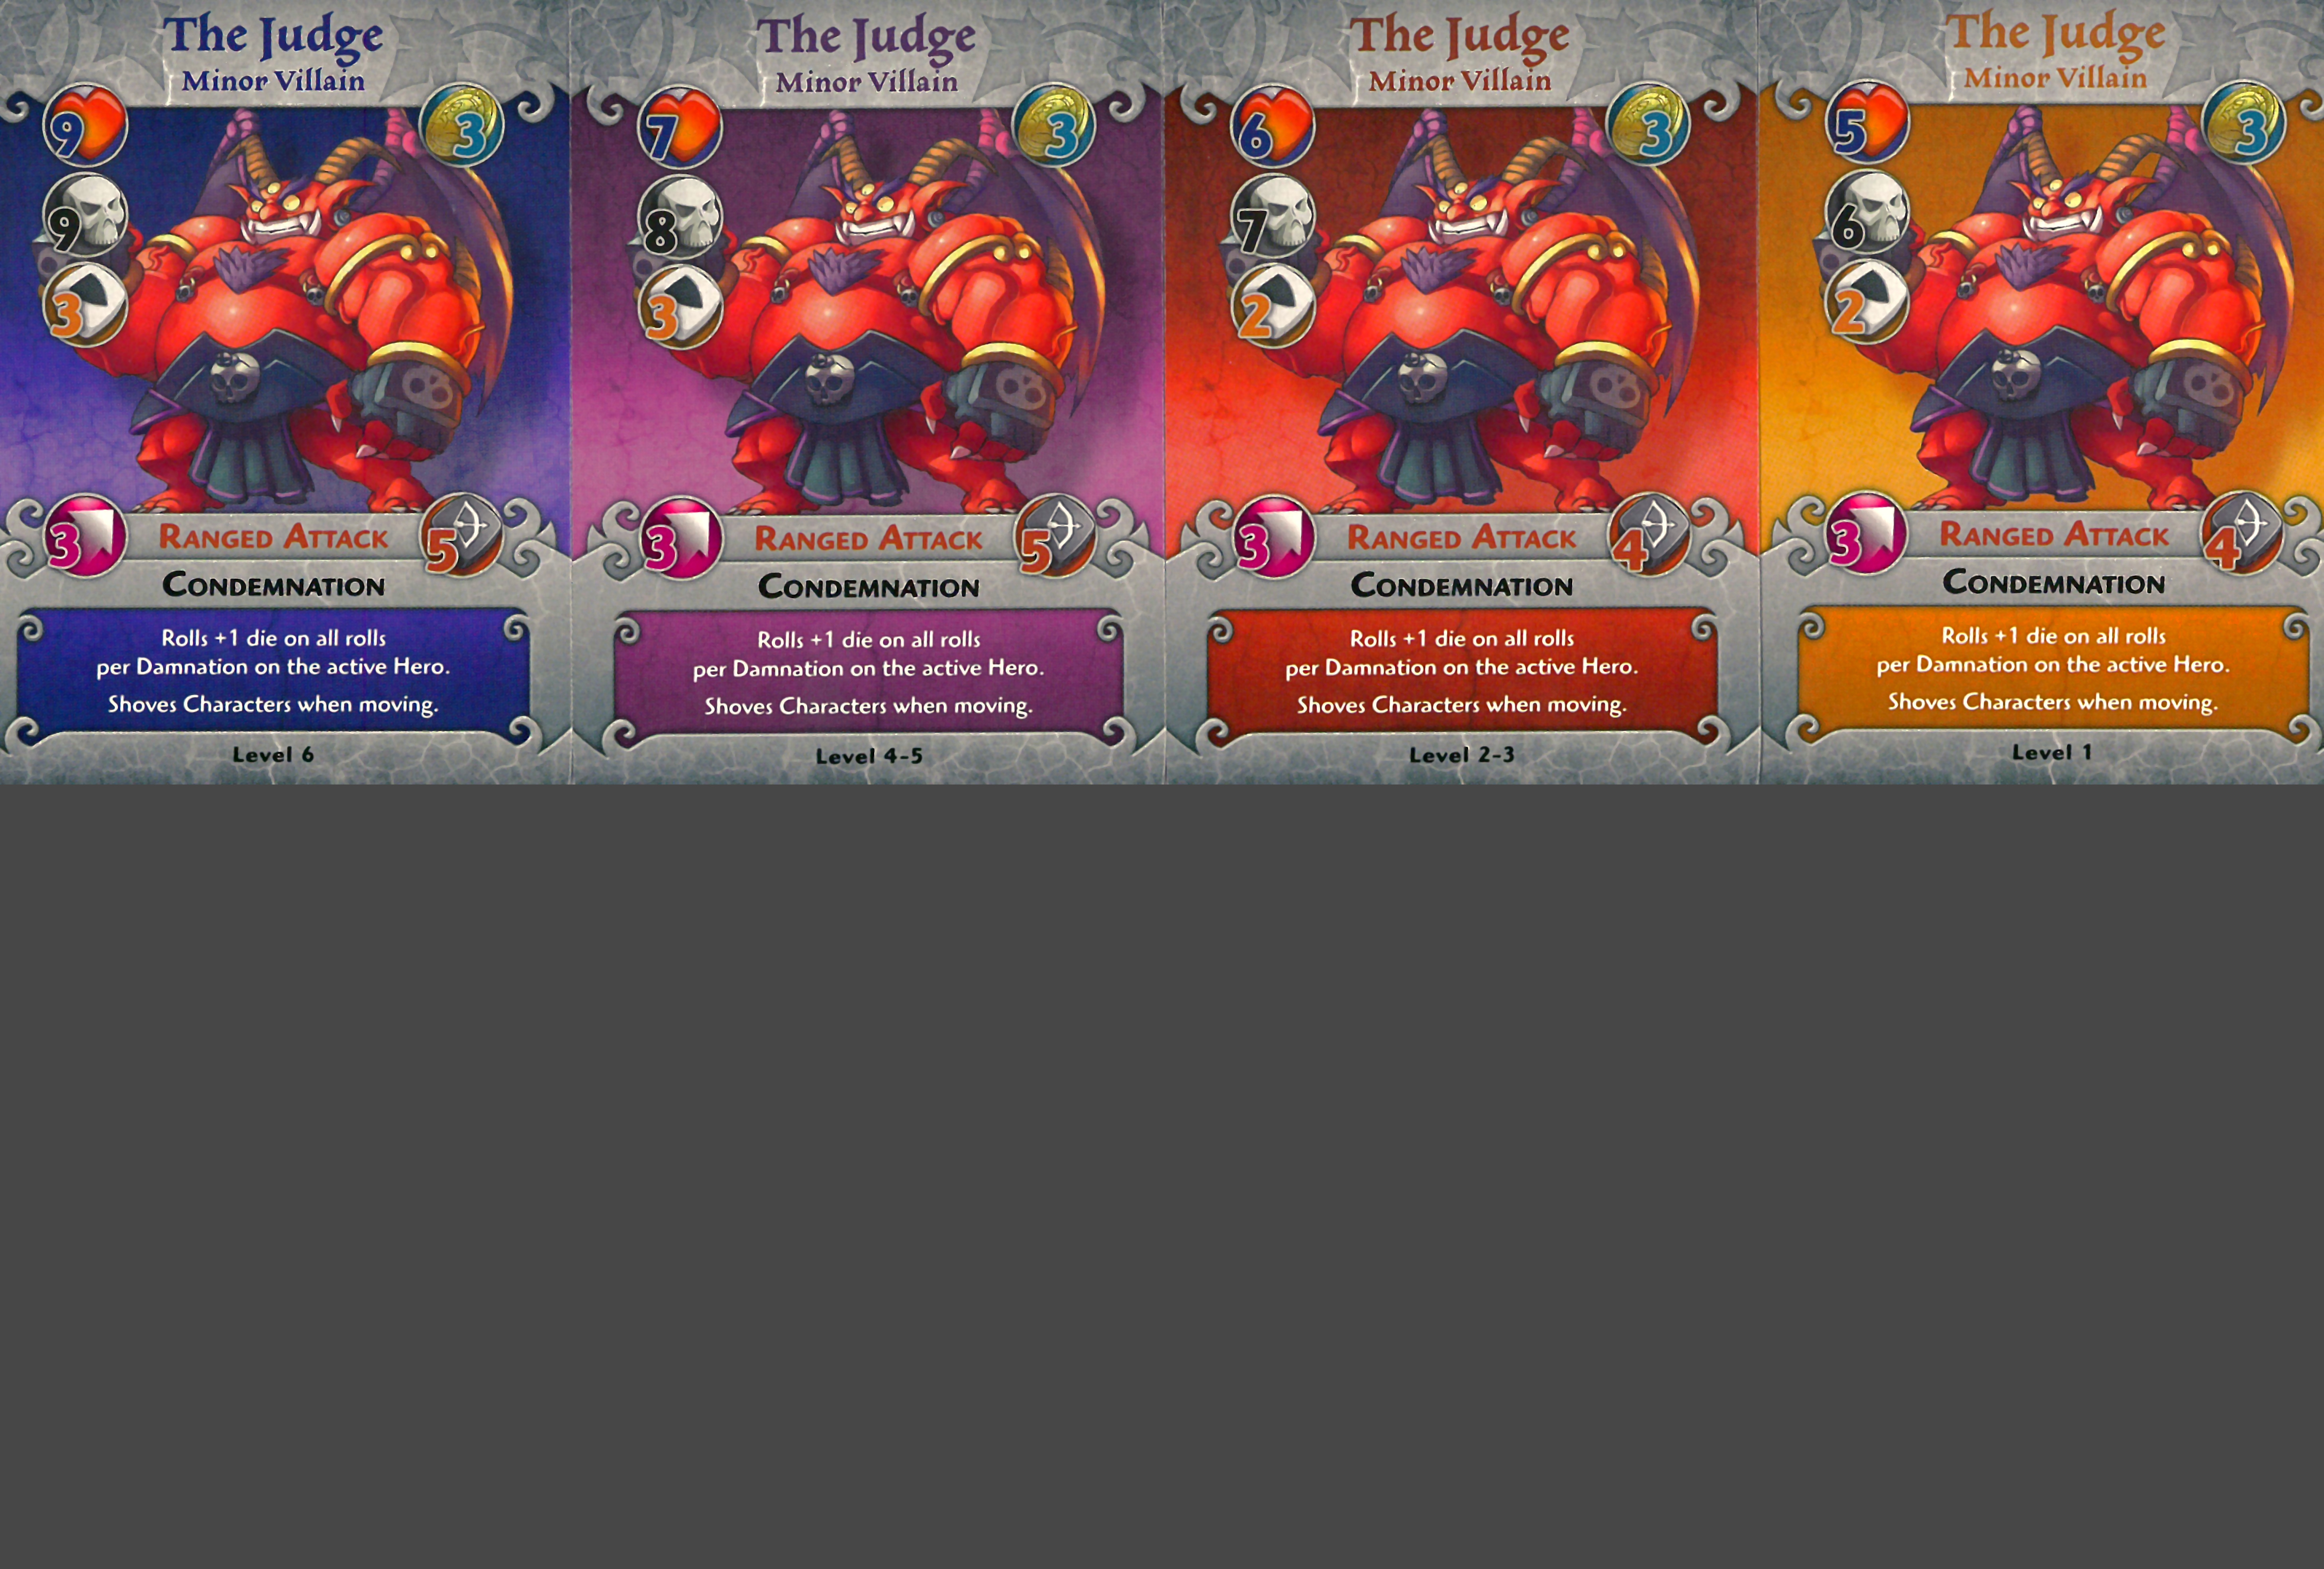 The Judge
Minor Villain
9
3
9
3
3
Ranged Attack
5
Condemnation
Rolls +1 die on all rolls
per Damnation on the active Hero.
Shoves Characters when moving.
Level 6
The Judge
Minor Villain
7
3
8
3
3
Ranged Attack
5
Condemnation
Rolls +1 die on all rolls
per Damnation on the active Hero.
Shoves Characters when moving.
Level 4-5
The Judge
Minor Villain
6
3
7
2
3
Ranged Attack
4
Condemnation
Rolls +1 die on all rolls
per Damnation on the active Hero.
Shoves Characters when moving.
Level 2-3
The Judge
Minor Villain
5
3
6
2
3
Ranged Attack
4
Condemnation
Rolls +1 die on all rolls
per Damnation on the active Hero.
Shoves Characters when moving.
Level 1